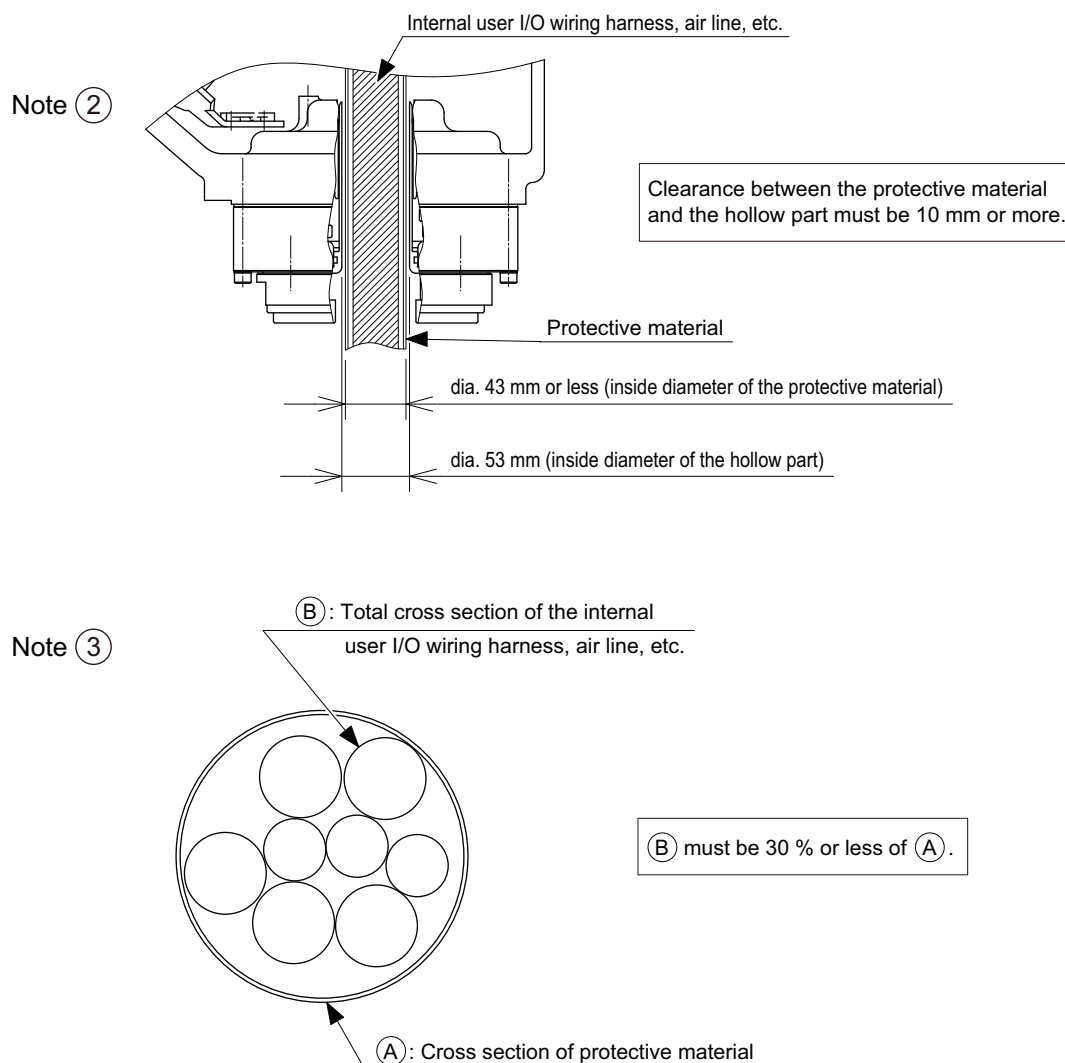 Internal user I/O wiring harness, air line, etc.
Note ②
Clearance between the protective material
and the hollow part must be 10 mm or more.
Protective material
dia. 43 mm or less (inside diameter of the protective material)
dia. 53 mm (inside diameter of the hollow part)
Ⓑ: Total cross section of the internal
user I/O wiring harness, air line, etc.
Note ③
Ⓑ must be 30 % or less of Ⓐ.
Ⓐ: Cross section of protective material